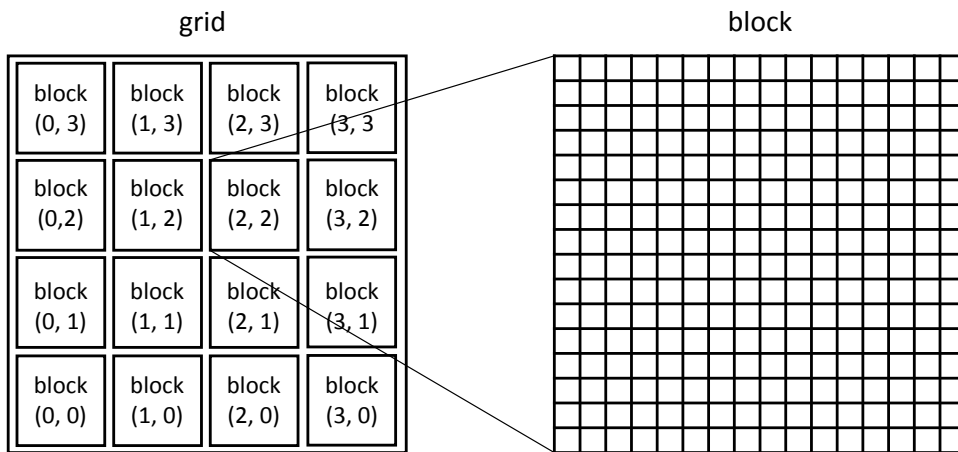 grid
block
block
(0, 3)
block
(1, 3)
block
(2, 3)
block
(3, 3
block
(0,2)
block
(1, 2)
block
(2, 2)
block
(3, 2)
block
(0, 1)
block
(1, 1)
block
(2, 1)
block
(3, 1)
block
(0, 0)
block
(1, 0)
block
(2, 0)
block
(3, 0)